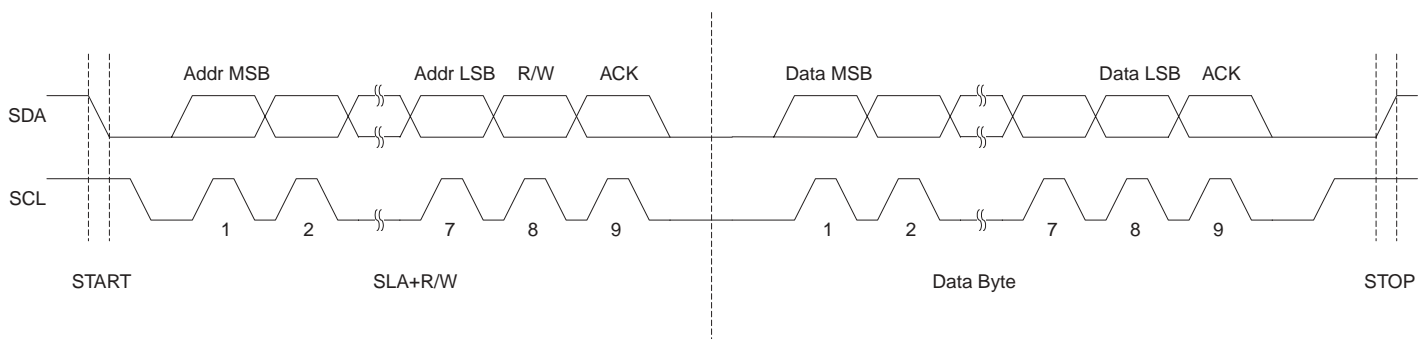 Addr MSB Addr LSB R/W ACK Data MSB Data LSB ACK
SDA
SCL
1 2 7 8 9 1 2 7 8 9
START SLA+R/W Data Byte STOP